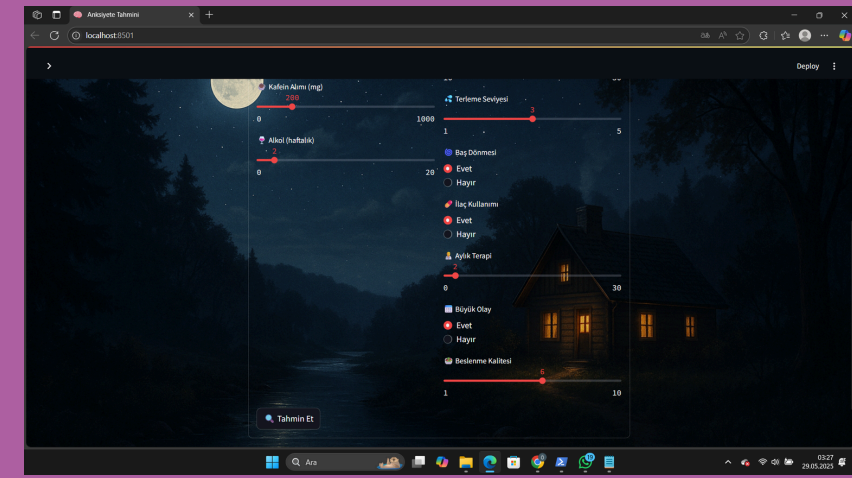 Anksiyete Tahmini
localhost:8501
Deploy
Kafein Alımı (mg)
200
0 1000
Alkol (haftalık)
2
0 20
Terleme Seviyesi
3
1 5
Baş Dönmesi
Evet
Hayır
İlaç Kullanımı
Evet
Hayır
Aylık Terapi
2
0 30
Büyük Olay
Evet
Hayır
Beslenme Kalitesi
6
1 10
Tahmin Et
Ara
03:27
29.05.2025